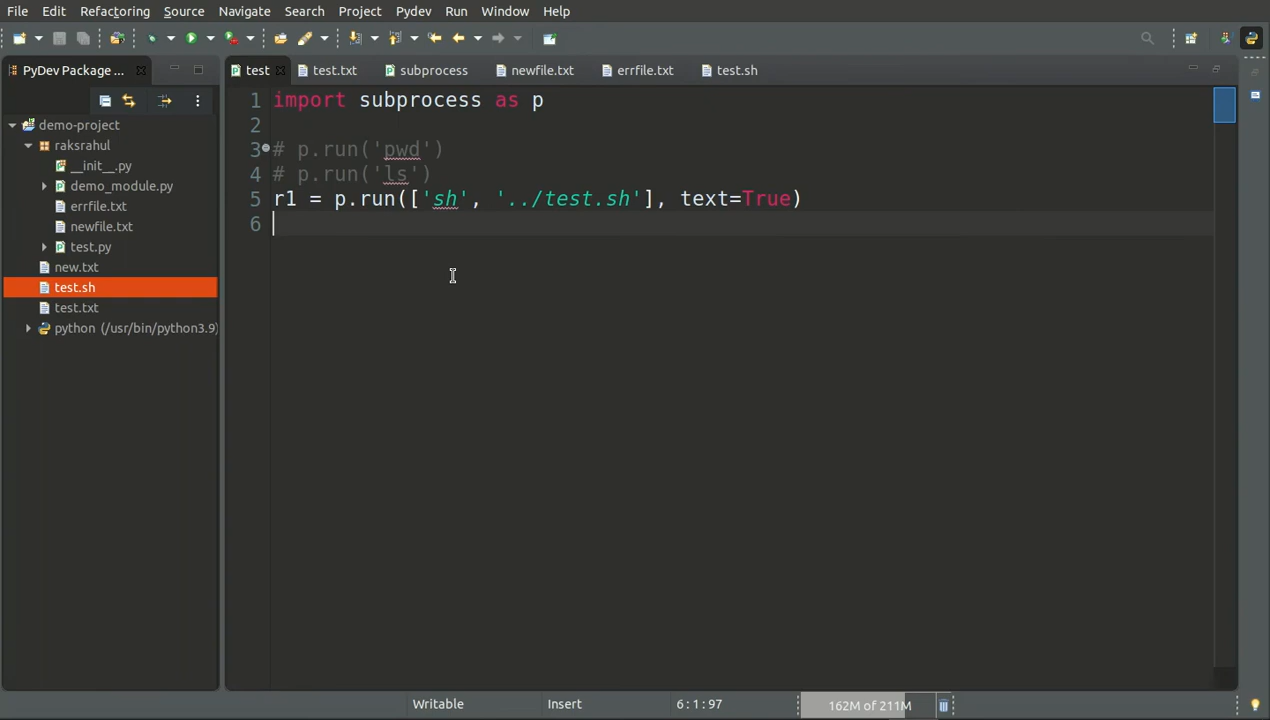 File Edit Refactoring Source Navigate Search Project Pydev Run Window Help
PyDev Package ...
test test.txt subprocess newfile.txt errfile.txt test.sh
demo-project
raksrahul
__init__.py
demo_module.py
errfile.txt
newfile.txt
test.py
new.txt
test.sh
test.txt
python (/usr/bin/python3.9)
1 import subprocess as p
2
3 # p.run('pwd')
4 # p.run('ls')
5 r1 = p.run(['sh', '../test.sh'], text=True)
6
Writable Insert 6:1:97 162M of 211M